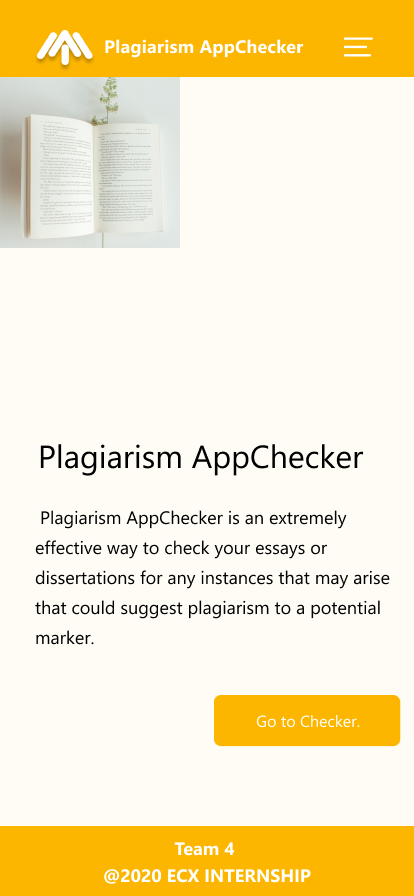 Plagiarism AppChecker
Plagiarism AppChecker
Plagiarism AppChecker is an extremely
effective way to check your essays or
dissertations for any instances that may arise
that could suggest plagiarism to a potential
marker.
Go to Checker.
Team 4
@2020 ECX INTERNSHIP